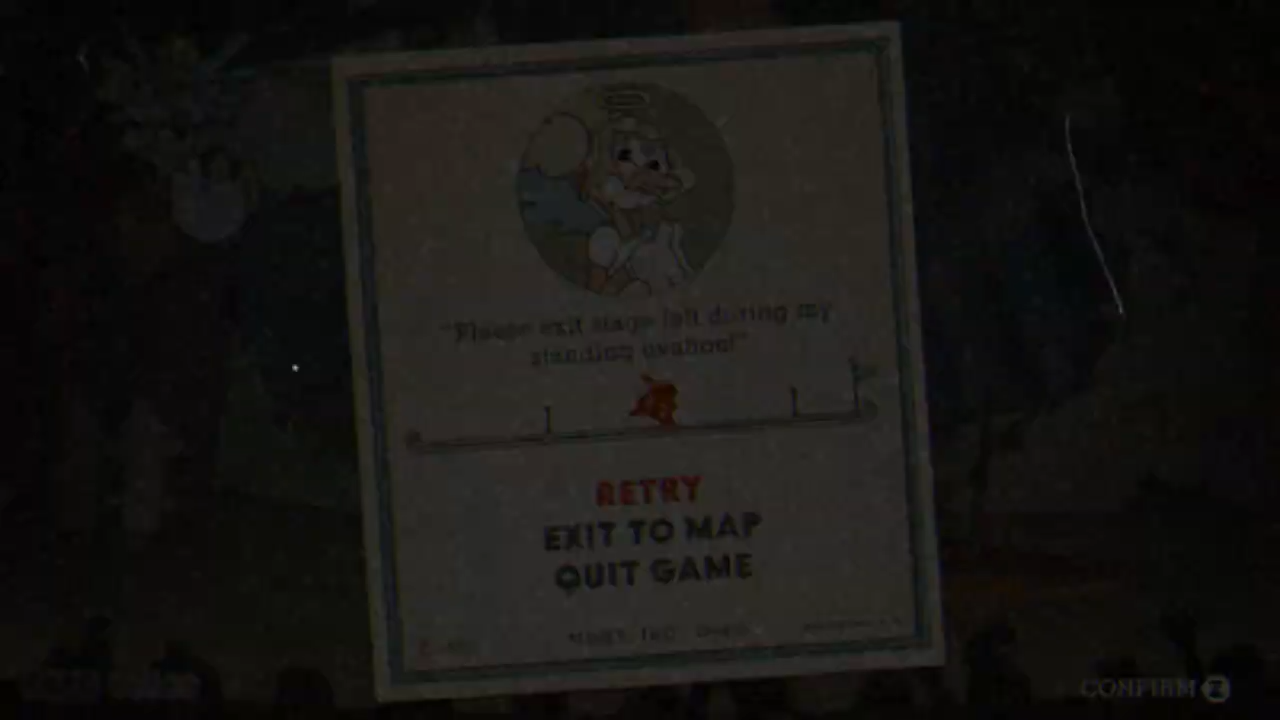 "Please exit stage left during my
standing ovation!"
RETRY
EXIT TO MAP
QUIT GAME
CONFIRM Z